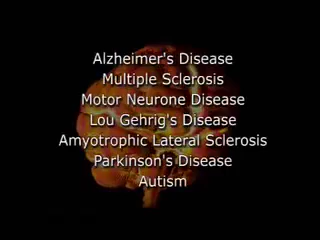 Alzheimer's Disease
Multiple Sclerosis
Motor Neurone Disease
Lou Gehrig's Disease
Amyotrophic Lateral Sclerosis
Parkinson's Disease
Autism